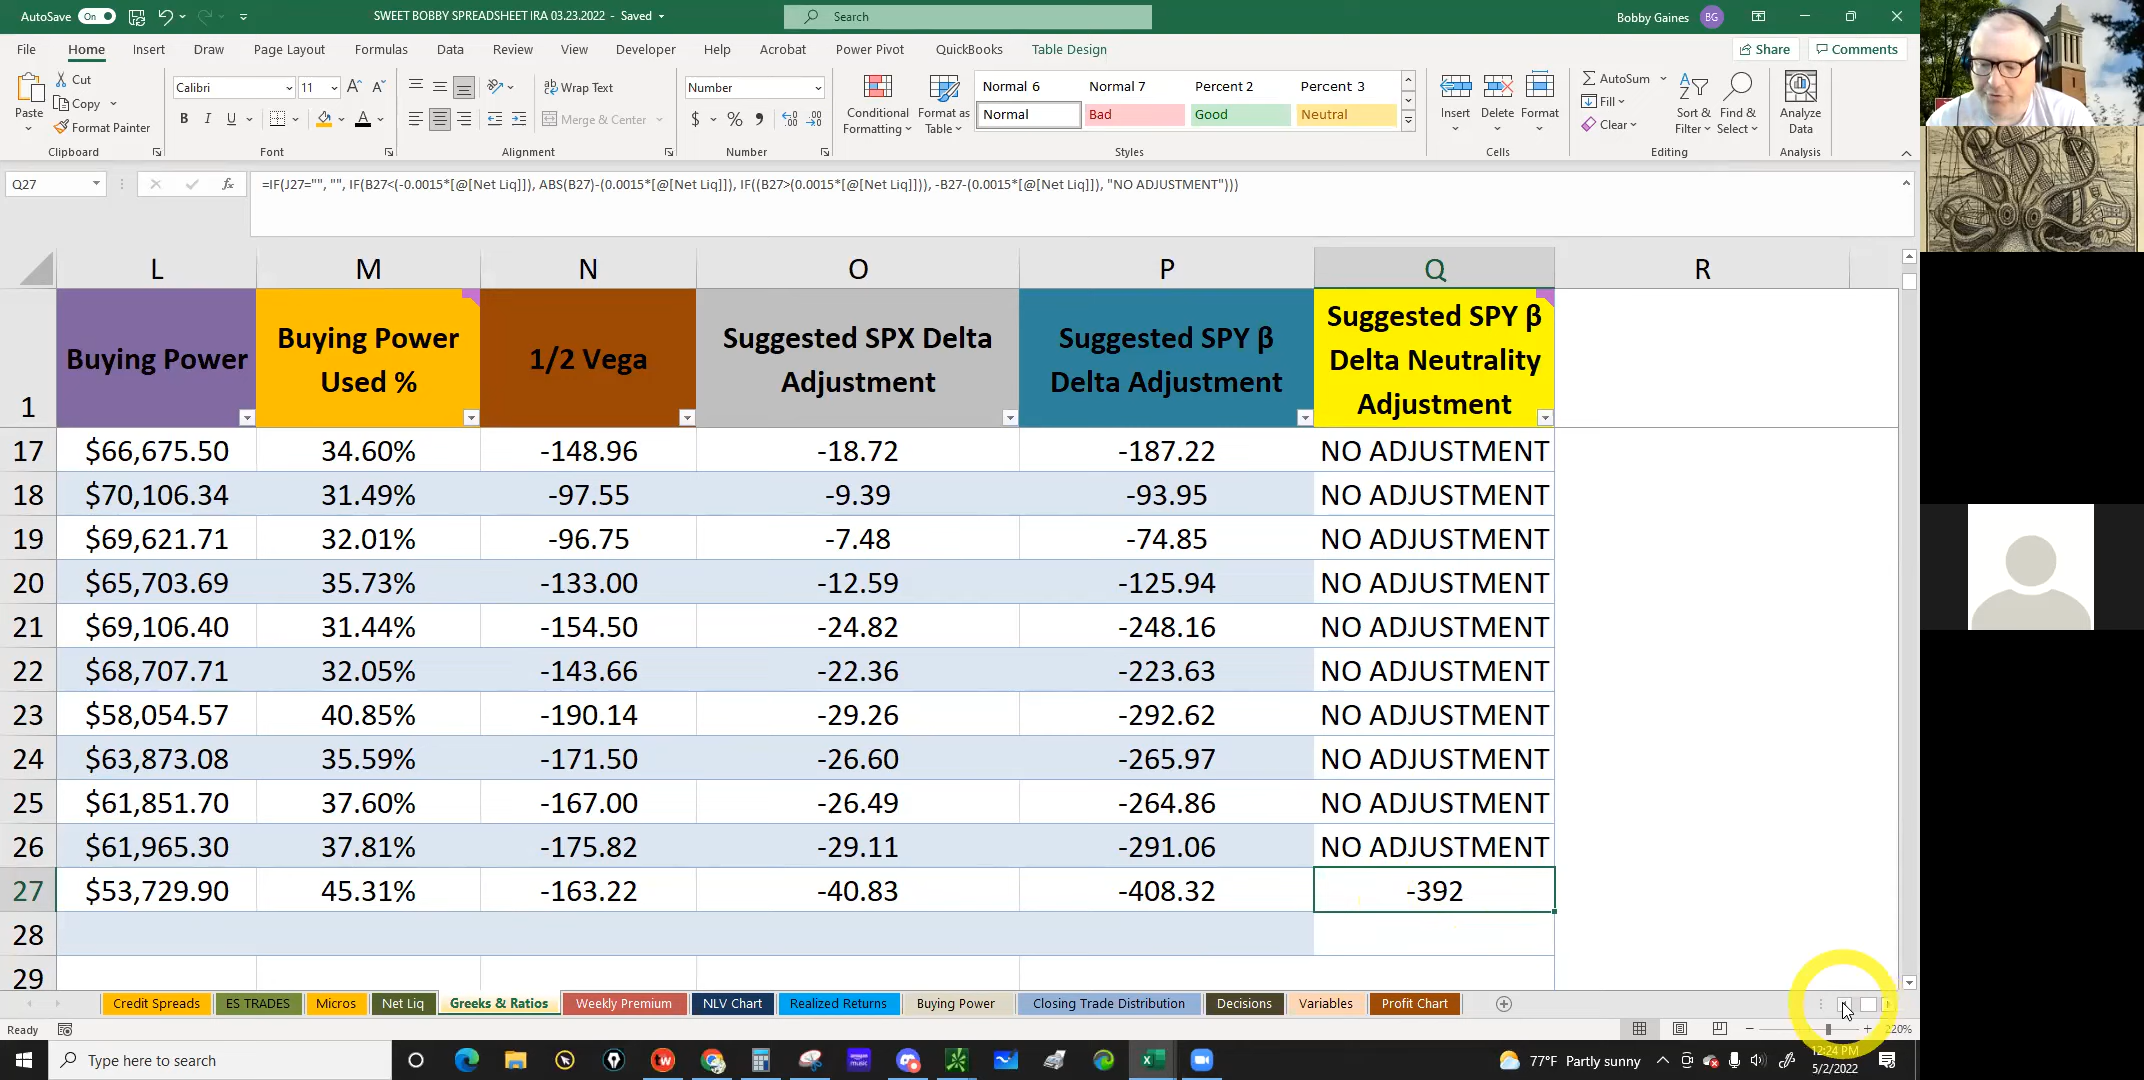 AutoSave On SWEET BOBBY SPREADSHEET IRA 03.23.2022 - Saved Search Bobby Gaines BG
File Home Insert Draw Page Layout Formulas Data Review View Developer Help Acrobat Power Pivot QuickBooks Table Design Share Comments
Paste Cut Copy Format Painter Clipboard
Calibri 11 B I U A Font
Wrap Text Merge & Center Alignment
Number $ % Number
Conditional Formatting Format as Table
Normal 6 Normal 7 Percent 2 Percent 3
Normal Bad Good Neutral
Styles
Insert Delete Format Cells
AutoSum Fill Clear Sort & Filter Find & Select Editing
Analyze Data Analysis
Q27 fx =IF(J27="", "", IF(B27<(-0.0015*[@[Net Liq]]), ABS(B27)-(0.0015*[@[Net Liq]]), IF((B27>(0.0015*[@[Net Liq]])), -B27-(0.0015*[@[Net Liq]]), "NO ADJUSTMENT")))
L M N O P Q R
1 Buying Power Buying Power Used % 1/2 Vega Suggested SPX Delta Adjustment Suggested SPY β Delta Adjustment Suggested SPY β Delta Neutrality Adjustment
17 $66,675.50 34.60% -148.96 -18.72 -187.22 NO ADJUSTMENT
18 $70,106.34 31.49% -97.55 -9.39 -93.95 NO ADJUSTMENT
19 $69,621.71 32.01% -96.75 -7.48 -74.85 NO ADJUSTMENT
20 $65,703.69 35.73% -133.00 -12.59 -125.94 NO ADJUSTMENT
21 $69,106.40 31.44% -154.50 -24.82 -248.16 NO ADJUSTMENT
22 $68,707.71 32.05% -143.66 -22.36 -223.63 NO ADJUSTMENT
23 $58,054.57 40.85% -190.14 -29.26 -292.62 NO ADJUSTMENT
24 $63,873.08 35.59% -171.50 -26.60 -265.97 NO ADJUSTMENT
25 $61,851.70 37.60% -167.00 -26.49 -264.86 NO ADJUSTMENT
26 $61,965.30 37.81% -175.82 -29.11 -291.06 NO ADJUSTMENT
27 $53,729.90 45.31% -163.22 -40.83 -408.32 -392
28
29
Credit Spreads ES TRADES Micros Net Liq Greeks & Ratios Weekly Premium NLV Chart Realized Returns Buying Power Closing Trade Distribution Decisions Variables Profit Chart
Ready 220%
Type here to search 77°F Partly sunny 12:24 PM
5/2/2022